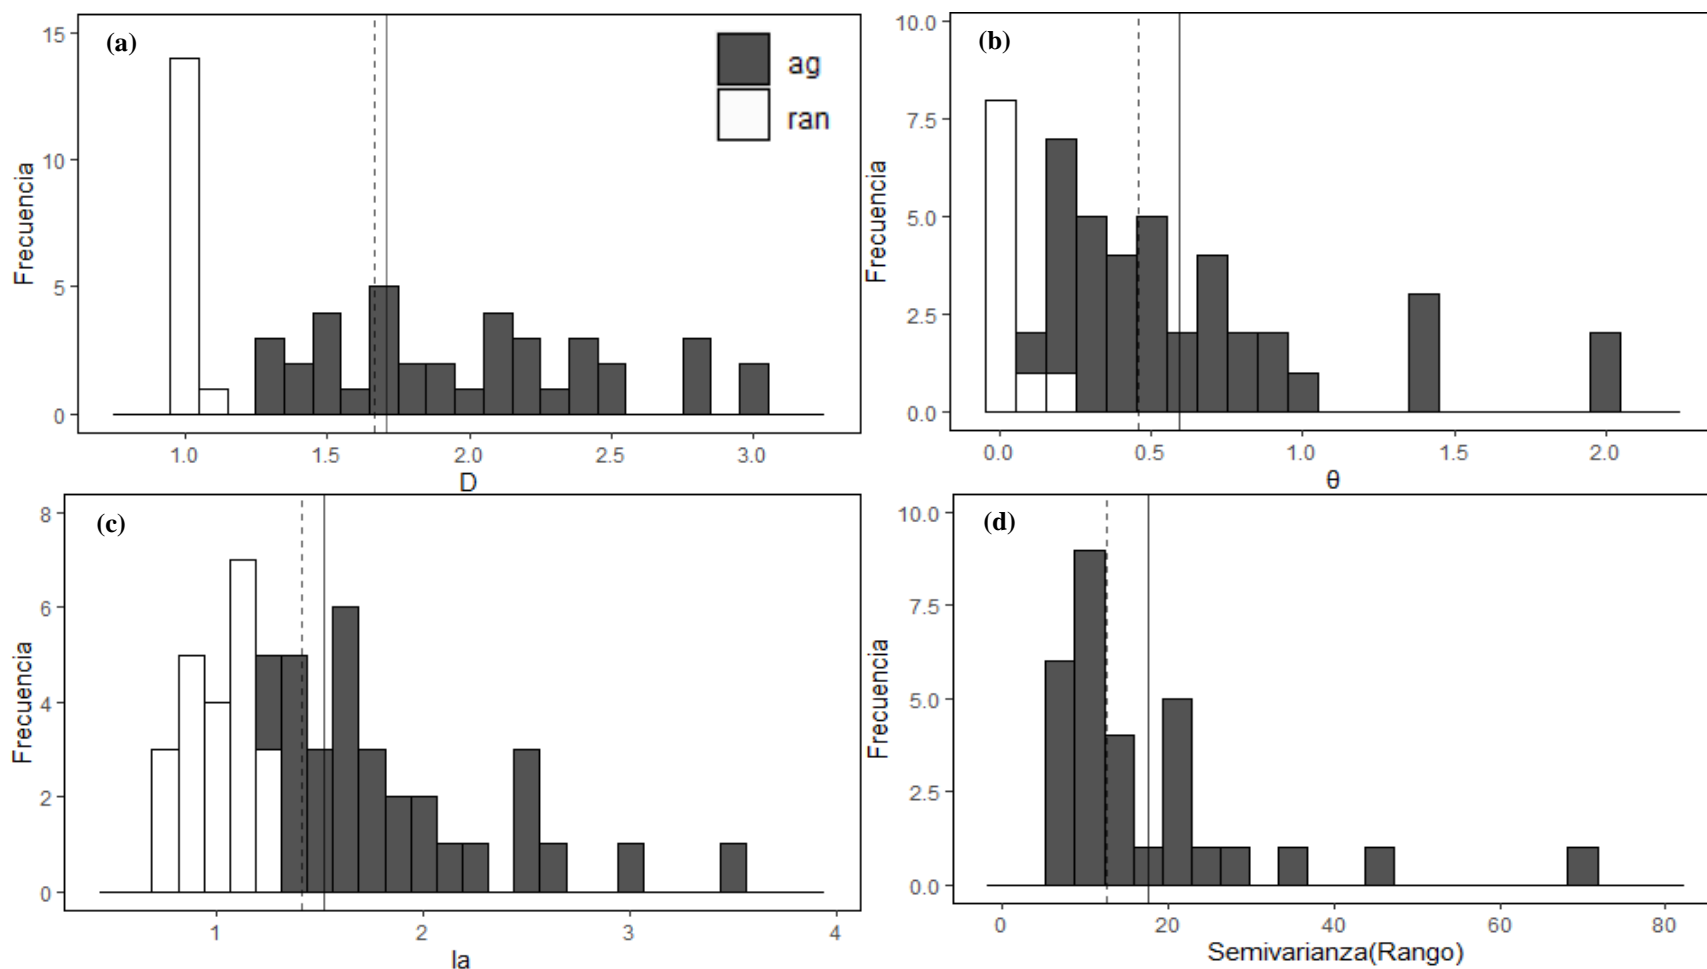 (a)
ag
ran
15
10
5
0
Frecuencia
1.0 1.5 2.0 2.5 3.0
D
(b)
10.0
7.5
5.0
2.5
0.0
Frecuencia
0.0 0.5 1.0 1.5 2.0
θ
(c)
8
6
4
2
0
Frecuencia
1 2 3 4
Ia
(d)
10.0
7.5
5.0
2.5
0.0
Frecuencia
0 20 40 60 80
Semivarianza(Rango)